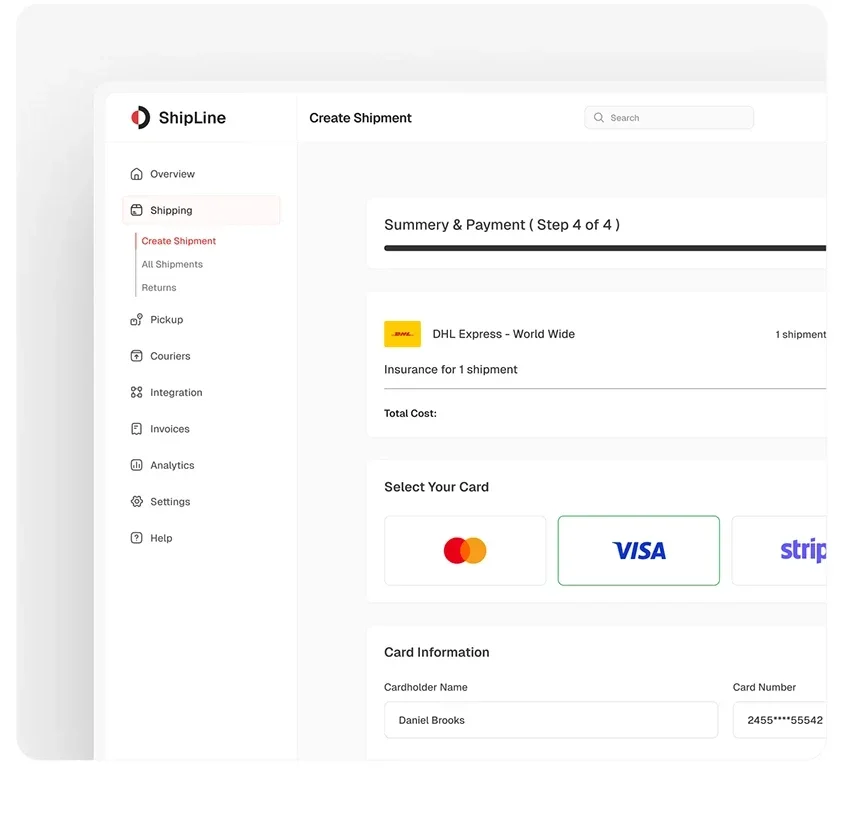 ShipLine
Create Shipment
Search
Overview
Shipping
Create Shipment
All Shipments
Returns
Pickup
Couriers
Integration
Invoices
Analytics
Settings
Help
Summery & Payment ( Step 4 of 4 )
DHL DHL Express - World Wide
1 shipment
Insurance for 1 shipment
Total Cost:
Select Your Card
VISA
strip
Card Information
Cardholder Name
Card Number
Daniel Brooks
2455****55542